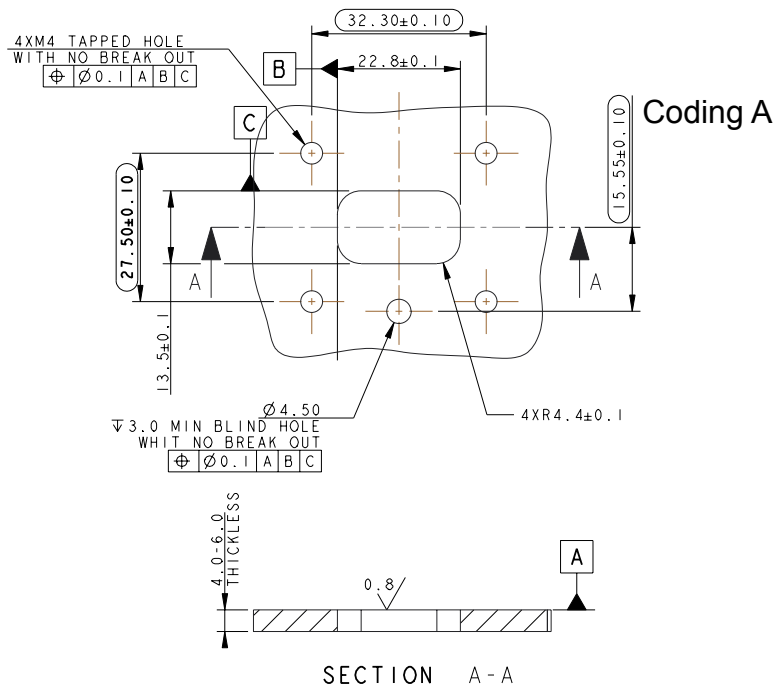 32.30±0.10
4XM4 TAPPED HOLE
WITH NO BREAK OUT
⌖ Ø0.1 A B C
B
22.8±0.1
Coding A
C
15.55±0.10
27.50±0.10
A
A
13.5±0.1
Ø4.50
↧3.0 MIN BLIND HOLE
WHIT NO BREAK OUT
⌖ Ø0.1 A B C
4XR4.4±0.1
4.0-6.0
THICKLESS
0.8
A
SECTION A-A